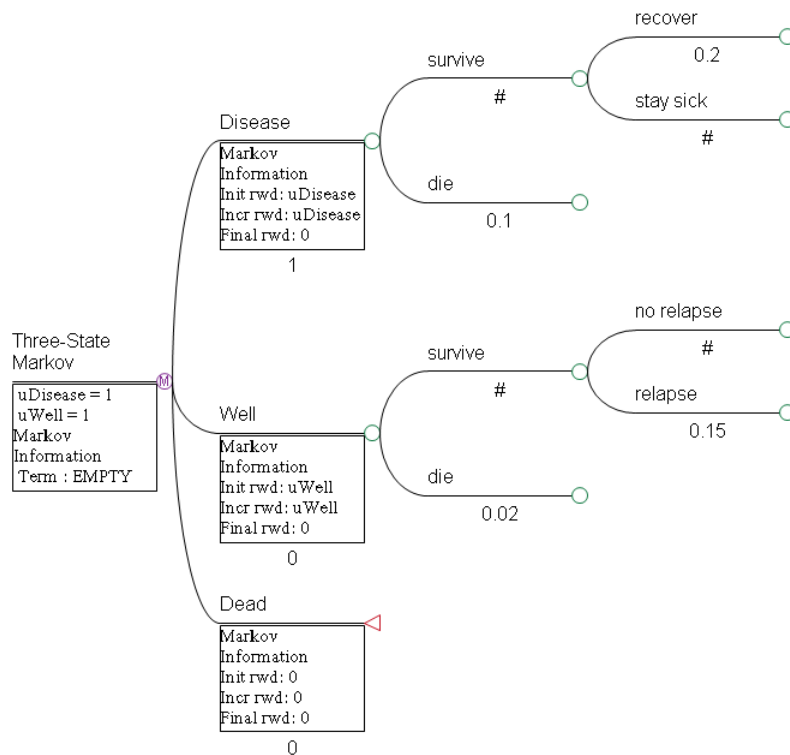 recover
0.2
survive
#
stay sick
#
Disease
Markov
Information
Init rwd: uDisease
Incr rwd: uDisease
Final rwd: 0
1
die
0.1
Three-State
Markov
M
uDisease = 1
uWell = 1
Markov
Information
Term : EMPTY
no relapse
#
survive
#
relapse
0.15
Well
Markov
Information
Init rwd: uWell
Incr rwd: uWell
Final rwd: 0
0
die
0.02
Dead
Markov
Information
Init rwd: 0
Incr rwd: 0
Final rwd: 0
0